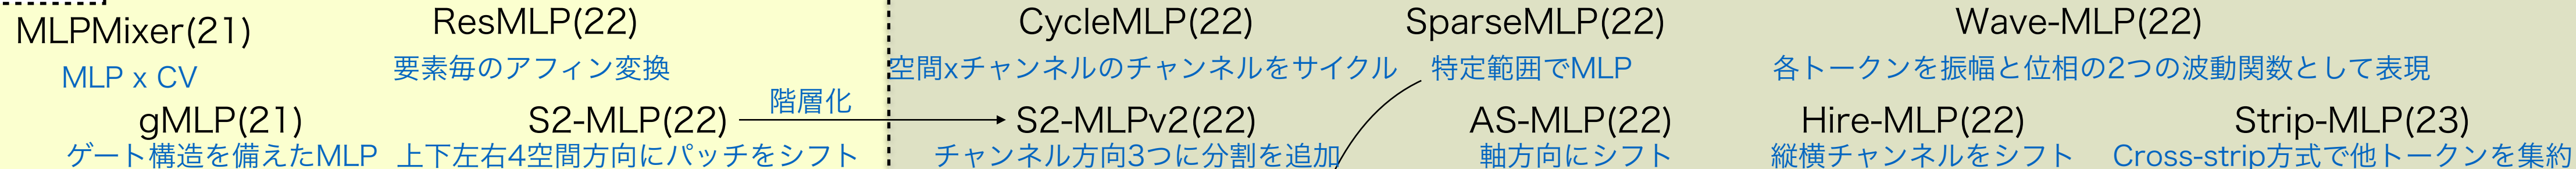 MLPMixer(21)
ResMLP(22)
CycleMLP(22)
SparseMLP(22)
Wave-MLP(22)
MLP x CV
要素毎のアフィン変換
空間xチャンネルのチャンネルをサイクル
特定範囲でMLP
各トークンを振幅と位相の2つの波動関数として表現
階層化
gMLP(21)
S2-MLP(22)
S2-MLPv2(22)
AS-MLP(22)
Hire-MLP(22)
Strip-MLP(23)
ゲート構造を備えたMLP
上下左右4空間方向にパッチをシフト
チャンネル方向3つに分割を追加
軸方向にシフト
縦横チャンネルをシフト
Cross-strip方式で他トークンを集約